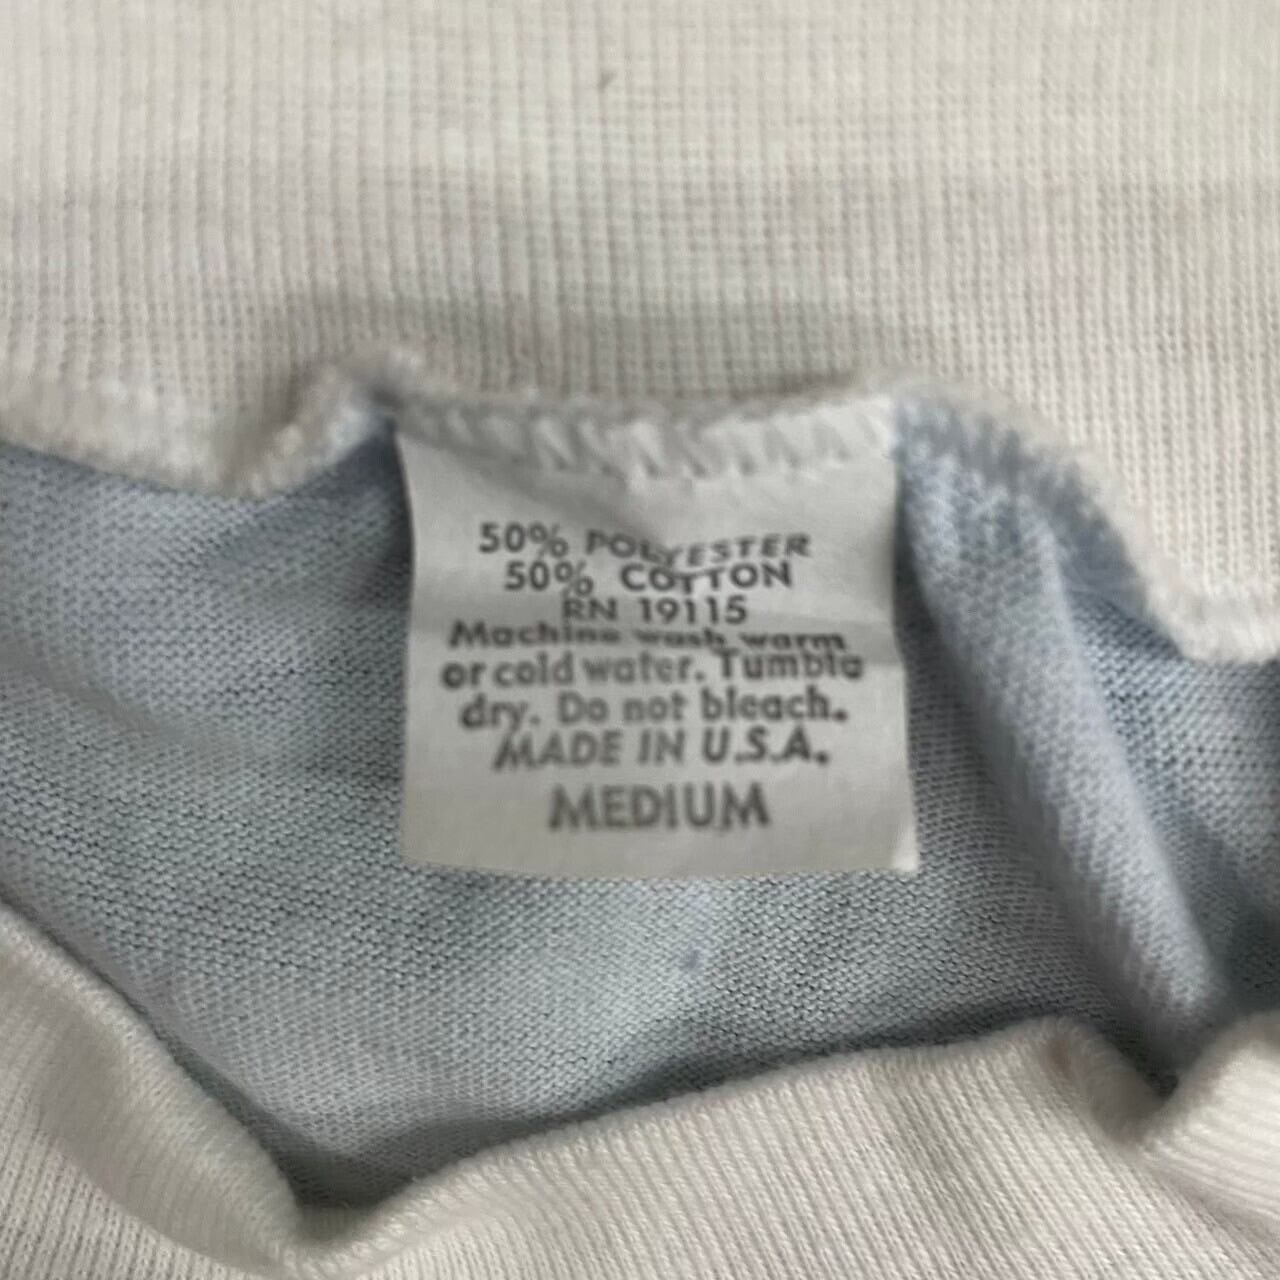 50% POLYESTER
50% COTTON
RN 19115
Machine wash warm
or cold water. Tumble
dry. Do not bleach.
MADE IN U.S.A.
MEDIUM